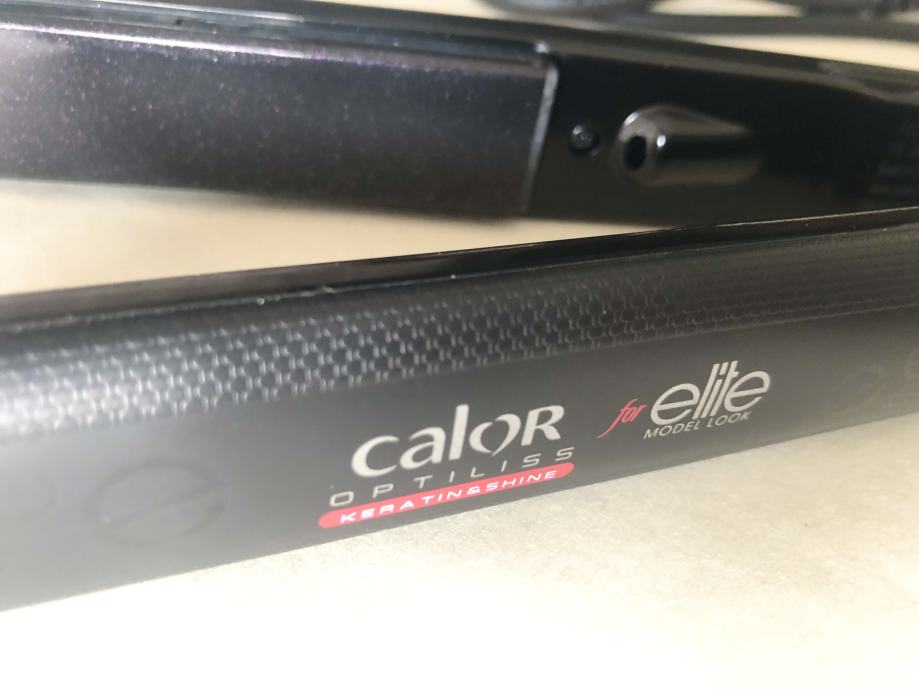 calor
OPTILISS
KERATIN&SHINE
for elite
MODEL LOOK